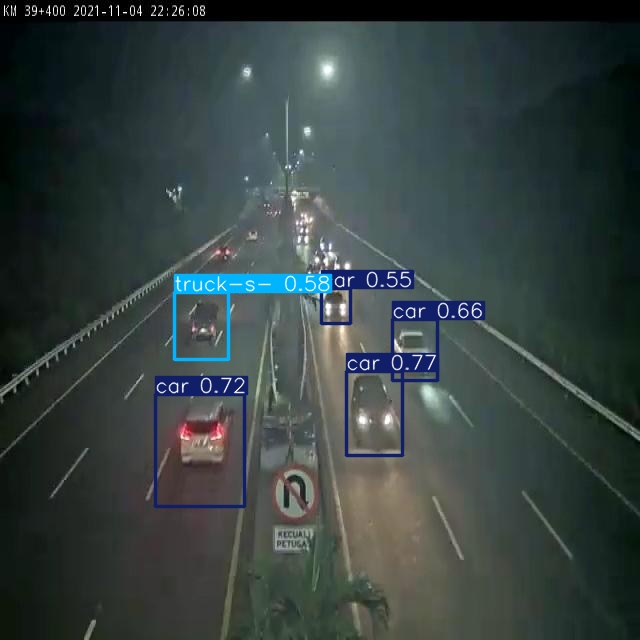 KM 39+400 2021-11-04 22:26:08
truck-s- 0.58
ar 0.55
car 0.66
car 0.77
car 0.72
KECUALI
PETUGAS